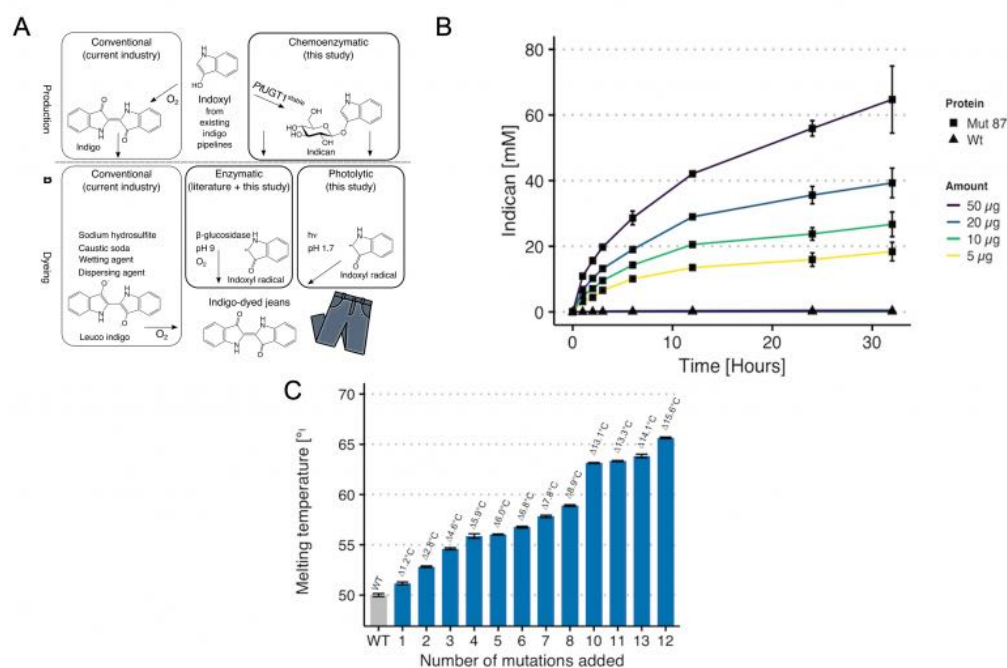 A
Conventional
(current industry)
O₂
Indigo
HO
Indoxyl
from
existing
indigo
pipelines
Chemoenzymatic
(this study)
PtUGT1stable
Indican
Production
Conventional
(current industry)
Sodium hydrosulfite
Caustic soda
Wetting agent
Dispersing agent
Leuco indigo
O₂
Enzymatic
(literature + this study)
β-glucosidase
pH 9
O₂
Indoxyl radical
Photolytic
(this study)
hν
pH 1.7
Indoxyl radical
Indigo-dyed jeans
Dyeing
B
80
60
40
20
0
Indican [mM]
0 10 20 30
Time [Hours]
Protein
Mut 87
Wt
Amount
50 µg
20 µg
10 µg
5 µg
C
70
65
60
55
50
Melting temperature
WT
Δ1.2°C
Δ2.8°C
Δ4.6°C
Δ5.9°C
Δ6.0°C
Δ6.8°C
Δ7.8°C
Δ8.9°C
Δ13.1°C
Δ13.3°C
Δ14.1°C
Δ15.6°C
WT 1 2 3 4 5 6 7 8 10 11 13 12
Number of mutations added